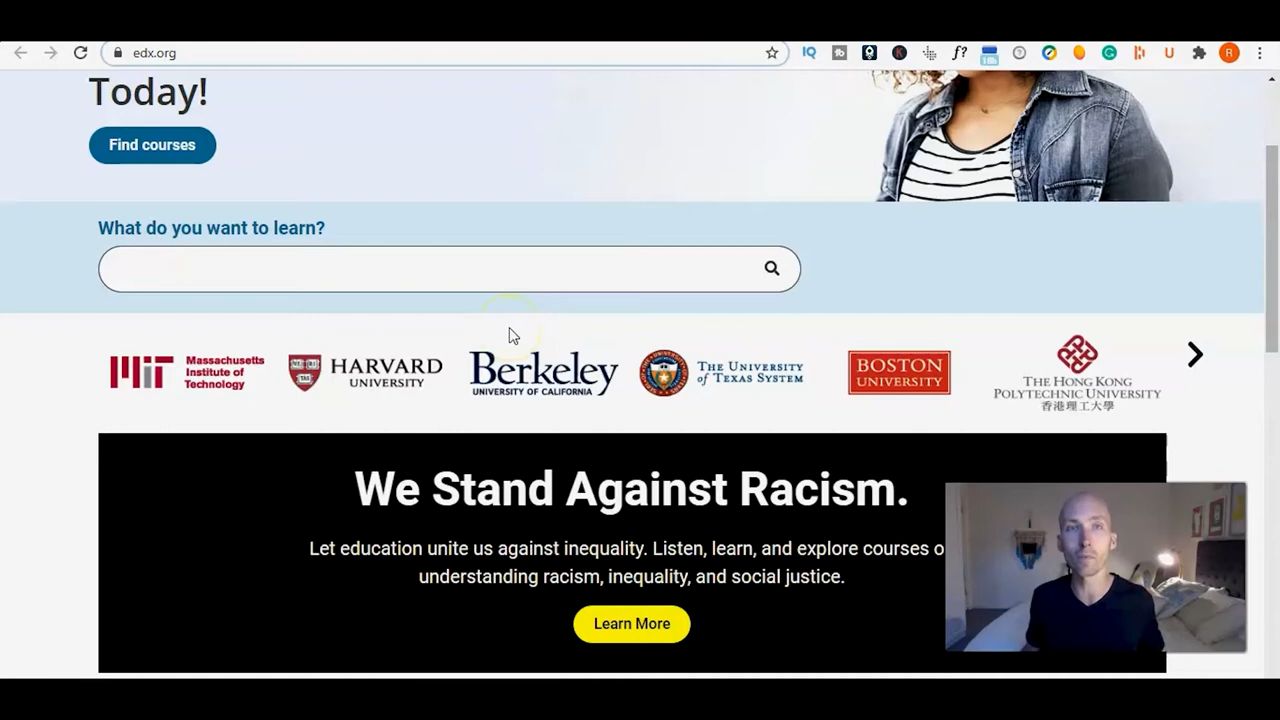 edx.org
IQ
f?
10k
U
R
Today!
Find courses
What do you want to learn?
MIT
Massachusetts
Institute of
Technology
HARVARD
UNIVERSITY
Berkeley
UNIVERSITY OF CALIFORNIA
THE UNIVERSITY
of TEXAS SYSTEM
BOSTON
UNIVERSITY
THE HONG KONG
POLYTECHNIC UNIVERSITY
香港理工大學
We Stand Against Racism.
Let education unite us against inequality. Listen, learn, and explore courses o
understanding racism, inequality, and social justice.
Learn More